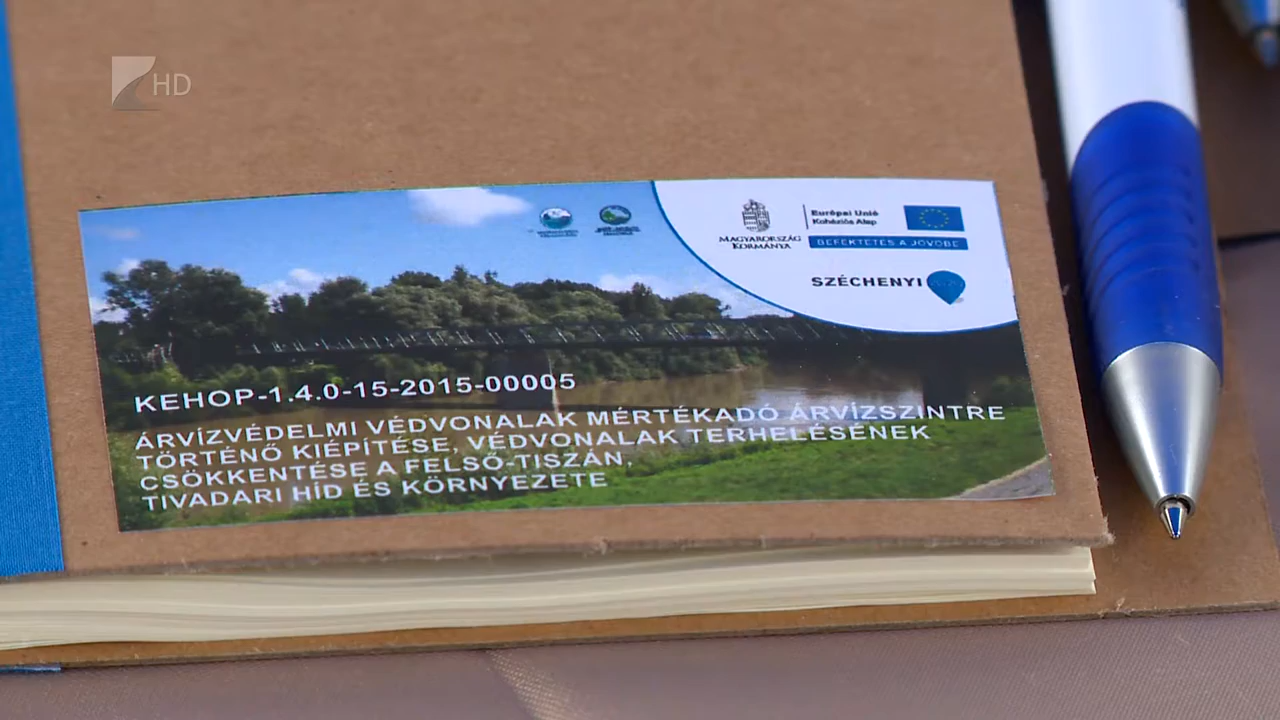 HD
MAGYARORSZÁG
KORMÁNYA
Európai Unió
Kohéziós Alap
BEFEKTETÉS A JÖVŐBE
SZÉCHENYI
KEHOP-1.4.0-15-2015-00005
ÁRVÍZVÉDELMI VÉDVONALAK MÉRTÉKADÓ ÁRVÍZSZINTRE
TÖRTÉNŐ KIÉPÍTÉSE, VÉDVONALAK TERHELÉSÉNEK
CSÖKKENTÉSE A FELSŐ-TISZÁN,
TIVADARI HÍD ÉS KÖRNYEZETE